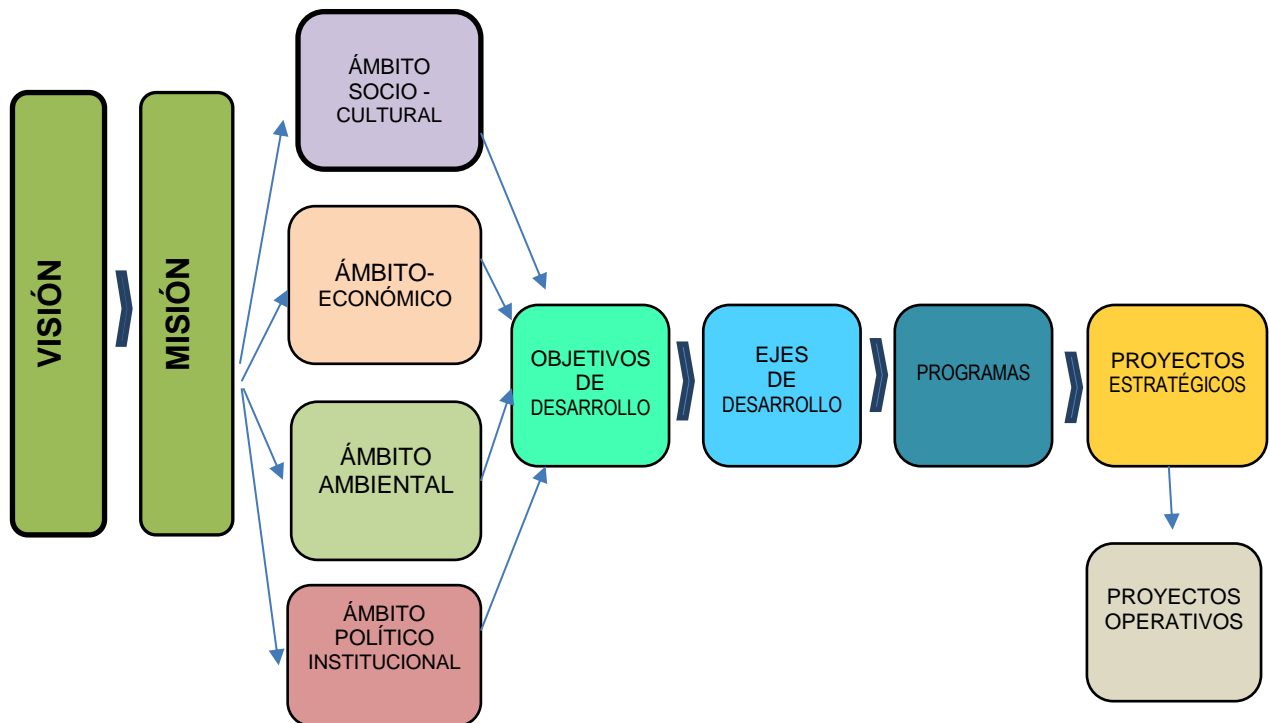 VISIÓN
MISIÓN
ÁMBITO
SOCIO -
CULTURAL
ÁMBITO-
ECONÓMICO
ÁMBITO
AMBIENTAL
ÁMBITO
POLÍTICO
INSTITUCIONAL
OBJETIVOS
DE
DESARROLLO
EJES
DE
DESARROLLO
PROGRAMAS
PROYECTOS
ESTRATÉGICOS
PROYECTOS
OPERATIVOS